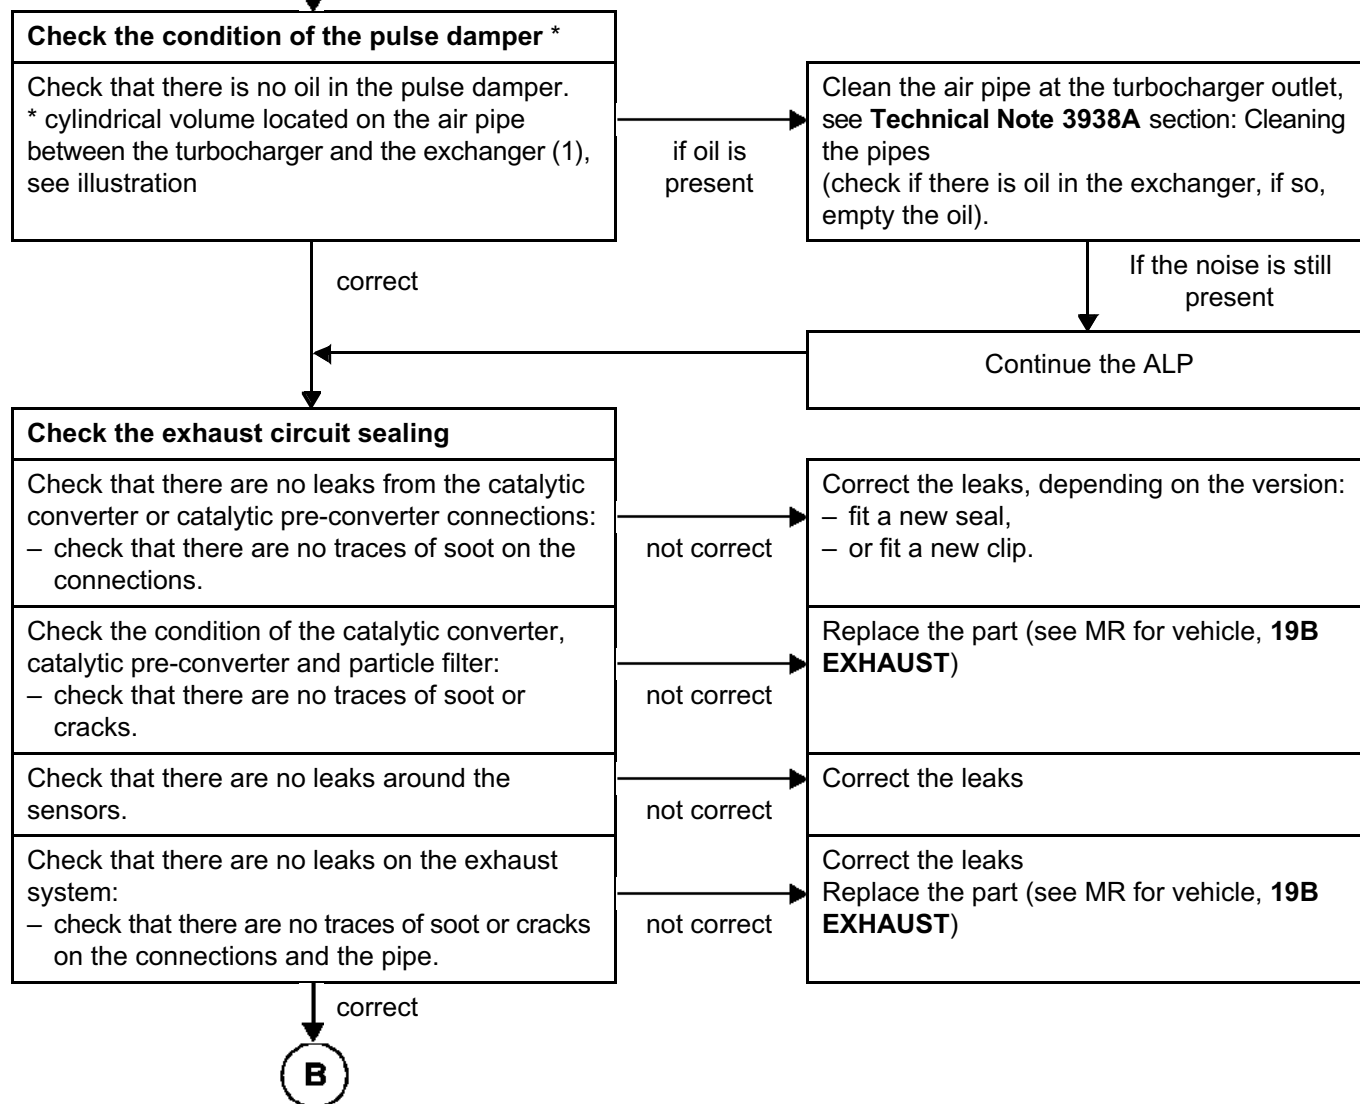 Check the condition of the pulse damper *
Check that there is no oil in the pulse damper.
* cylindrical volume located on the air pipe
between the turbocharger and the exchanger (1),
see illustration
if oil is
present
Clean the air pipe at the turbocharger outlet,
see Technical Note 3938A section: Cleaning
the pipes
(check if there is oil in the exchanger, if so,
empty the oil).
correct
If the noise is still
present
Continue the ALP
Check the exhaust circuit sealing
Check that there are no leaks from the catalytic
converter or catalytic pre-converter connections:
– check that there are no traces of soot on the
connections.
not correct
Correct the leaks, depending on the version:
– fit a new seal,
– or fit a new clip.
Check the condition of the catalytic converter,
catalytic pre-converter and particle filter:
– check that there are no traces of soot or
cracks.
not correct
Replace the part (see MR for vehicle, 19B
EXHAUST)
Check that there are no leaks around the
sensors.
not correct
Correct the leaks
Check that there are no leaks on the exhaust
system:
– check that there are no traces of soot or cracks
on the connections and the pipe.
not correct
Correct the leaks
Replace the part (see MR for vehicle, 19B
EXHAUST)
correct
B